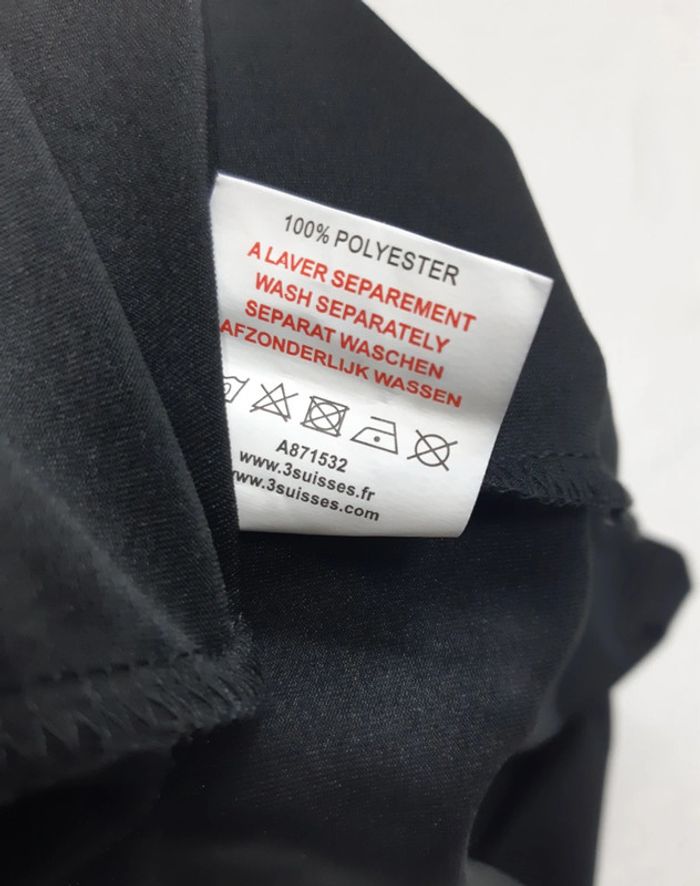 100% POLYESTER
A LAVER SEPAREMENT
WASH SEPARATELY
SEPARAT WASCHEN
AFZONDERLIJK WASSEN
A871532
www.3suisses.fr
www.3suisses.com